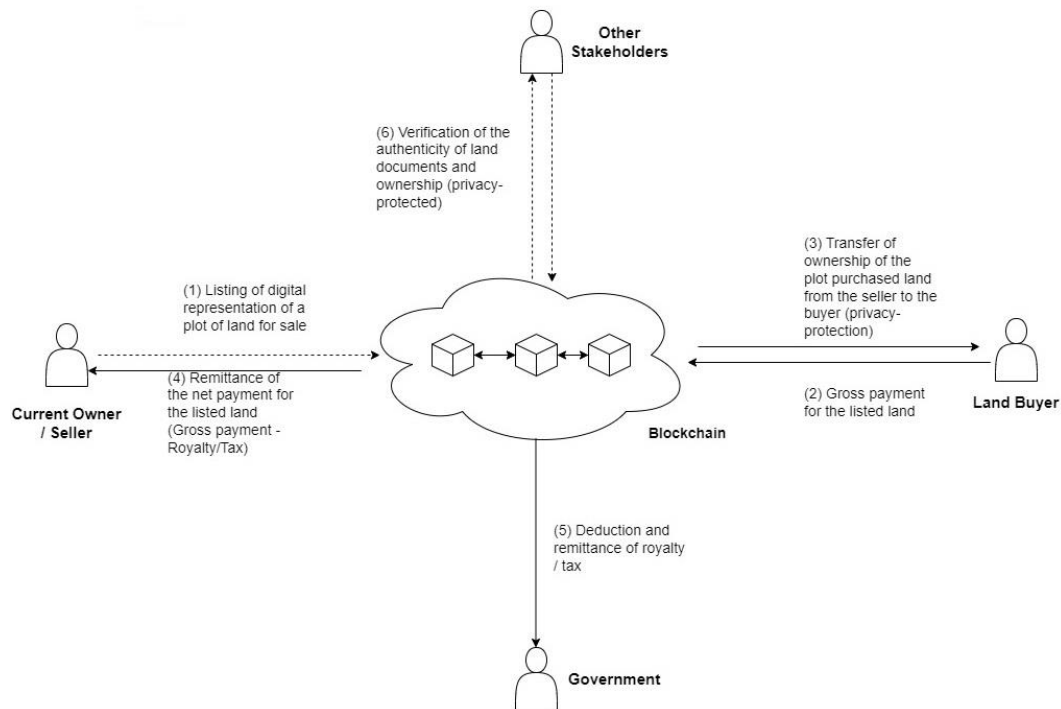 Other
Stakeholders
(6) Verification of the
authenticity of land
documents and
ownership (privacy-
protected)
(3) Transfer of
ownership of the
plot purchased land
from the seller to the
buyer (privacy-
protection)
(1) Listing of digital
representation of a
plot of land for sale
(4) Remittance of
the net payment for
the listed land
(Gross payment -
Royalty/Tax)
Current Owner
/ Seller
(2) Gross payment
for the listed land
Land Buyer
Blockchain
(5) Deduction and
remittance of royalty
/ tax
Government